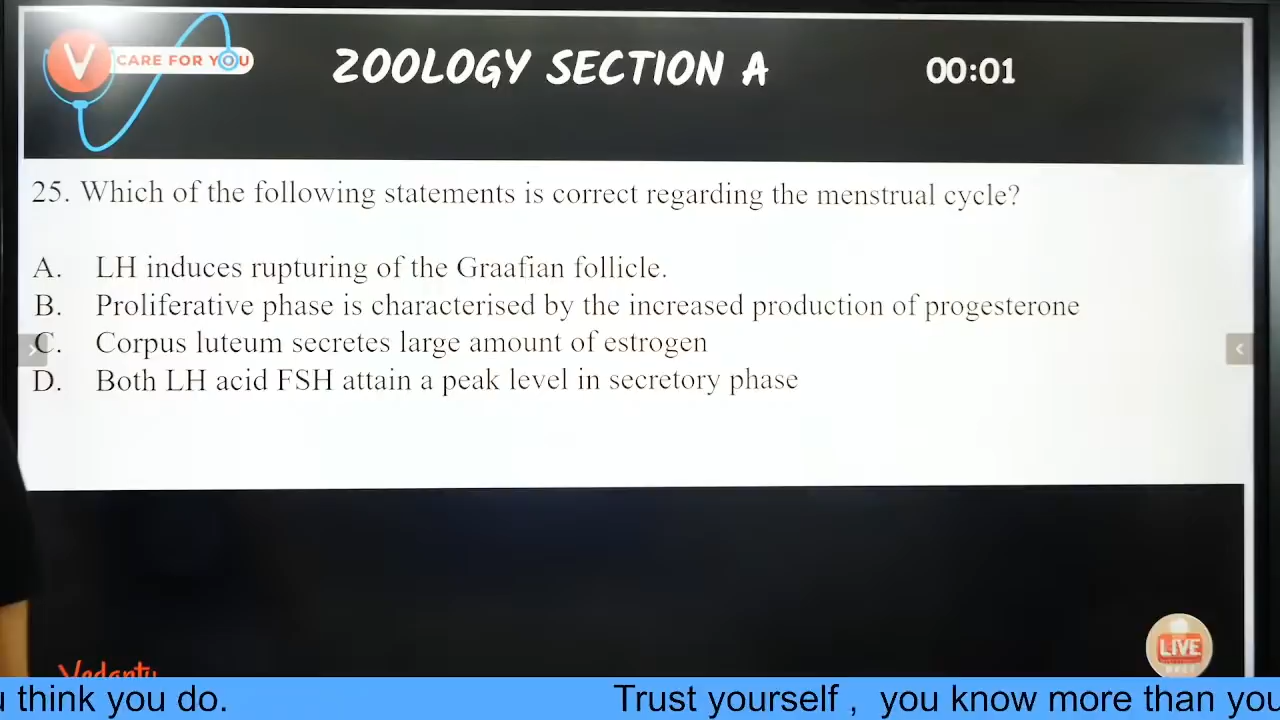 V
CARE FOR YOU
ZOOLOGY SECTION A
00:01
25. Which of the following statements is correct regarding the menstrual cycle?
A. LH induces rupturing of the Graafian follicle.
B. Proliferative phase is characterised by the increased production of progesterone
C. Corpus luteum secretes large amount of estrogen
D. Both LH acid FSH attain a peak level in secretory phase
LIVE
think you do.
Trust yourself , you know more than you